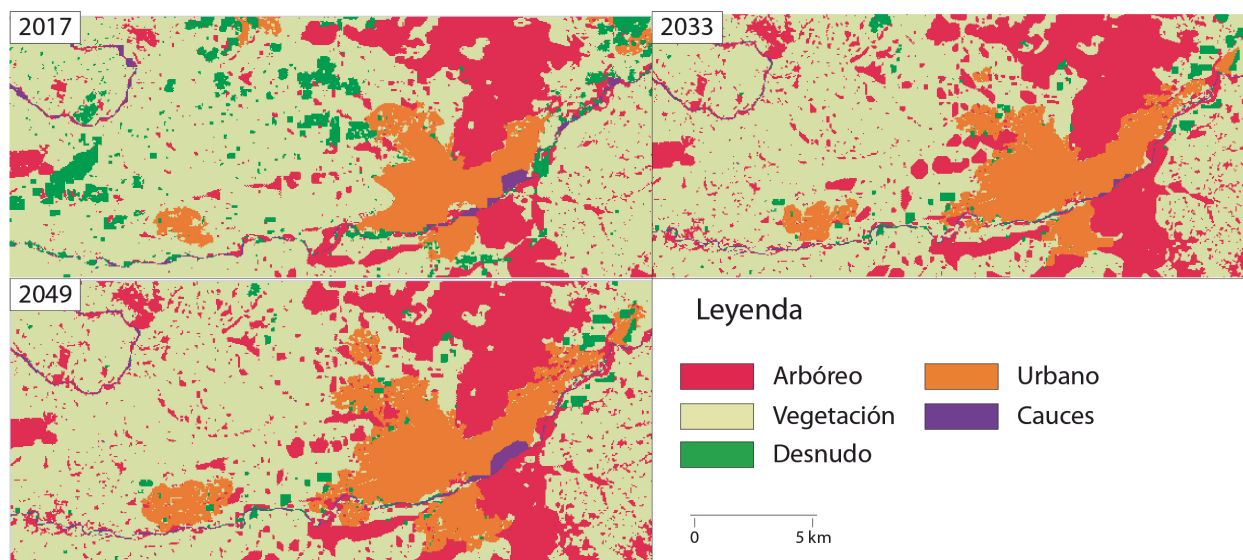 2017
2033
2049
Leyenda
Arbóreo
Urbano
Vegetación
Cauces
Desnudo
0 5 km